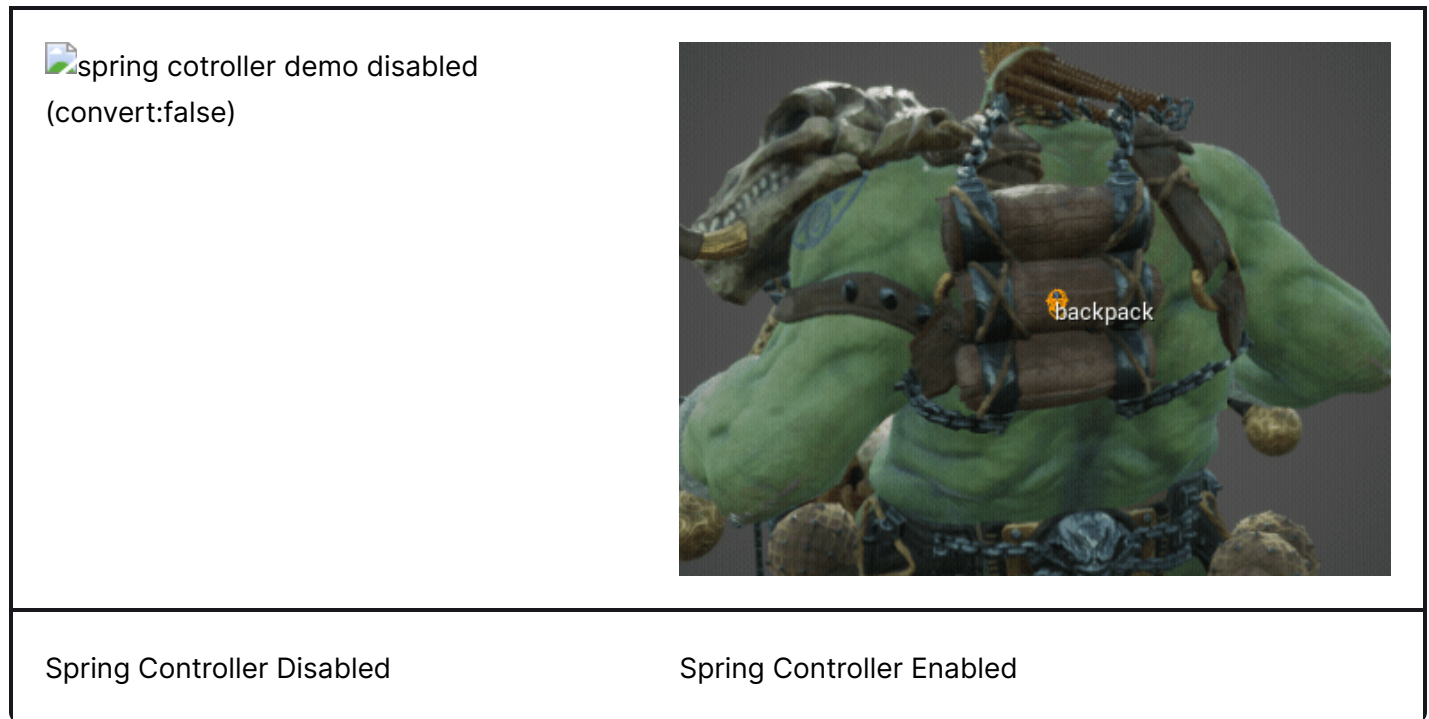 spring cotroller demo disabled
(convert:false)
backpack
Spring Controller Disabled
Spring Controller Enabled